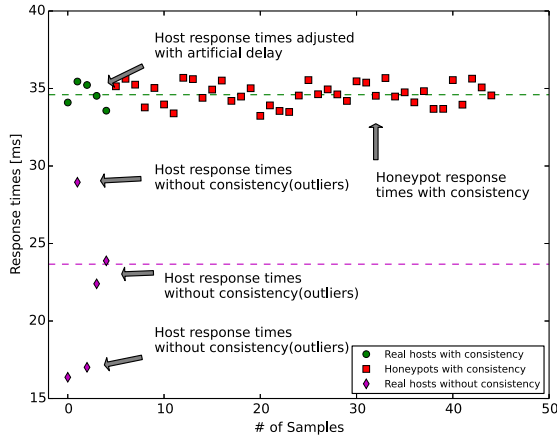 40
35
30
25
20
15
Response times [ms]
Host response times adjusted
with artificial delay
Host response times
without consistency(outliers)
Honeypot response
times with consistency
Host response times
without consistency(outliers)
Host response times
without consistency(outliers)
Real hosts with consistency
Honeypots with consistency
Real hosts without consistency
0
10
20
30
40
50
# of Samples